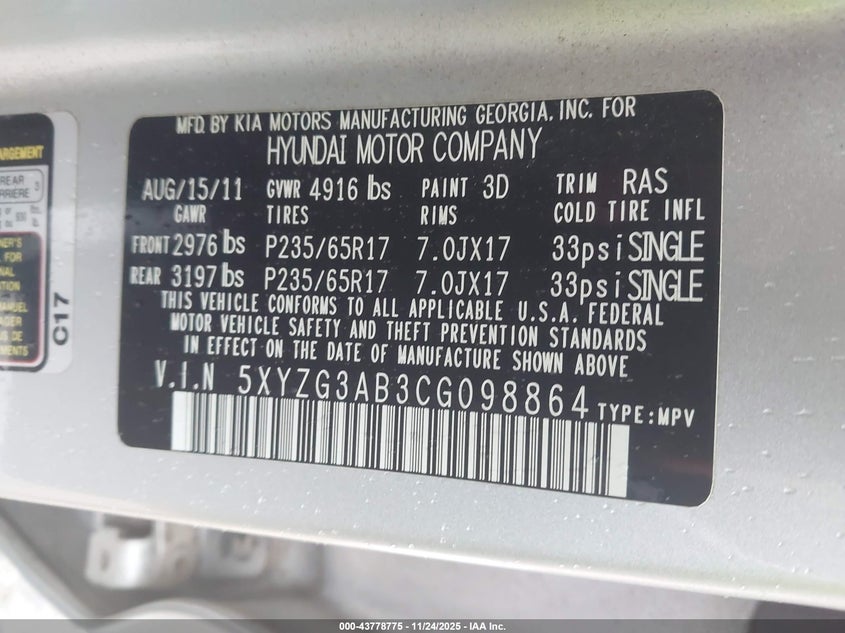 ARGEMENT
REAR
MFD. BY KIA MOTORS MANUFACTURING GEORGIA, INC. FOR
HYUNDAI MOTOR COMPANY
AUG/15/11 GVWR 4916 lbs PAINT 3D TRIM RAS
GAWR TIRES RIMS COLD TIRE INFL
FRONT 2976 lbs P235/65R17 7.0JX17 33psi SINGLE
REAR 3197 lbs P235/65R17 7.0JX17 33psi SINGLE
THIS VEHICLE CONFORMS TO ALL APPLICABLE U.S.A. FEDERAL
MOTOR VEHICLE SAFETY AND THEFT PREVENTION STANDARDS
IN EFFECT ON THE DATE OF MANUFACTURE SHOWN ABOVE
V.I.N 5XYZG3AB3CG098864 TYPE:MPV
C17
000-43778775 | 11/24/2025 - IAA Inc.